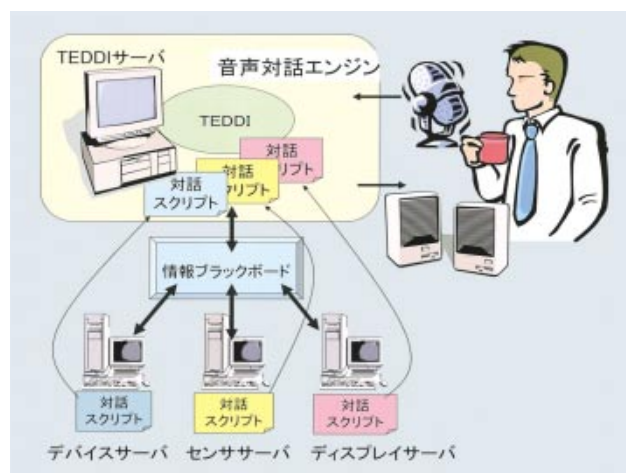 TEDDIサーバ
音声対話エンジン
TEDDI
対話
スクリプト
対話
スクリプト
対話
スクリプト
情報ブラックボード
対話
スクリプト
対話
スクリプト
対話
スクリプト
デバイスサーバ
センササーバ
ディスプレイサーバ